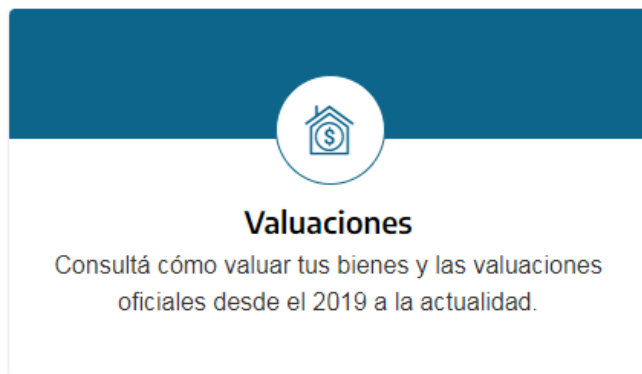 $
Valuaciones
Consultá cómo valuar tus bienes y las valuaciones
oficiales desde el 2019 a la actualidad.